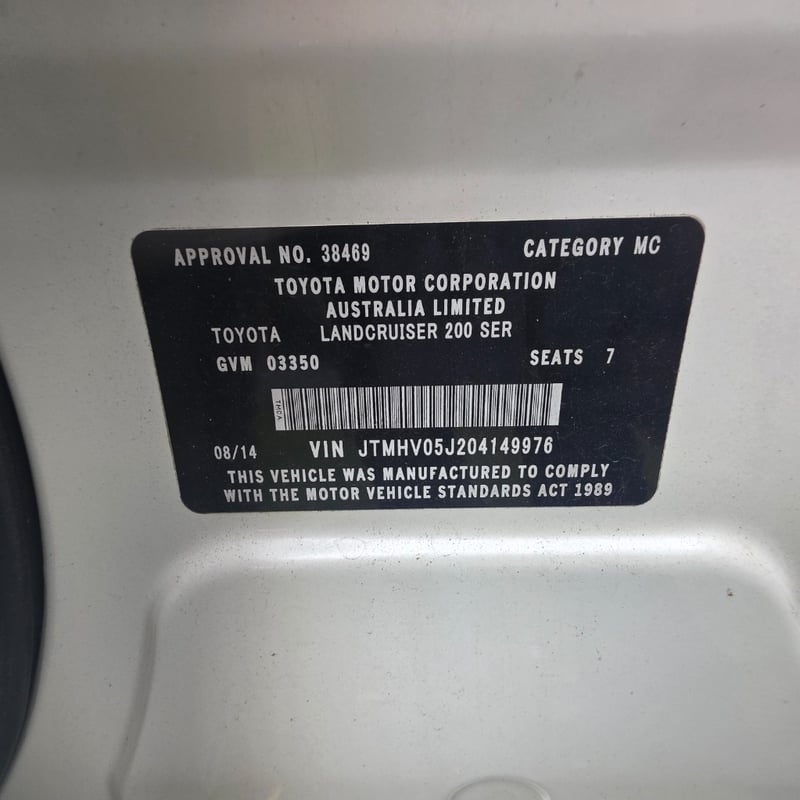 APPROVAL NO. 38469 CATEGORY MC
TOYOTA MOTOR CORPORATION
AUSTRALIA LIMITED
TOYOTA LANDCRUISER 200 SER
GVM 03350 SEATS 7
TMCA
08/14 VIN JTMHV05J204149976
THIS VEHICLE WAS MANUFACTURED TO COMPLY
WITH THE MOTOR VEHICLE STANDARDS ACT 1989